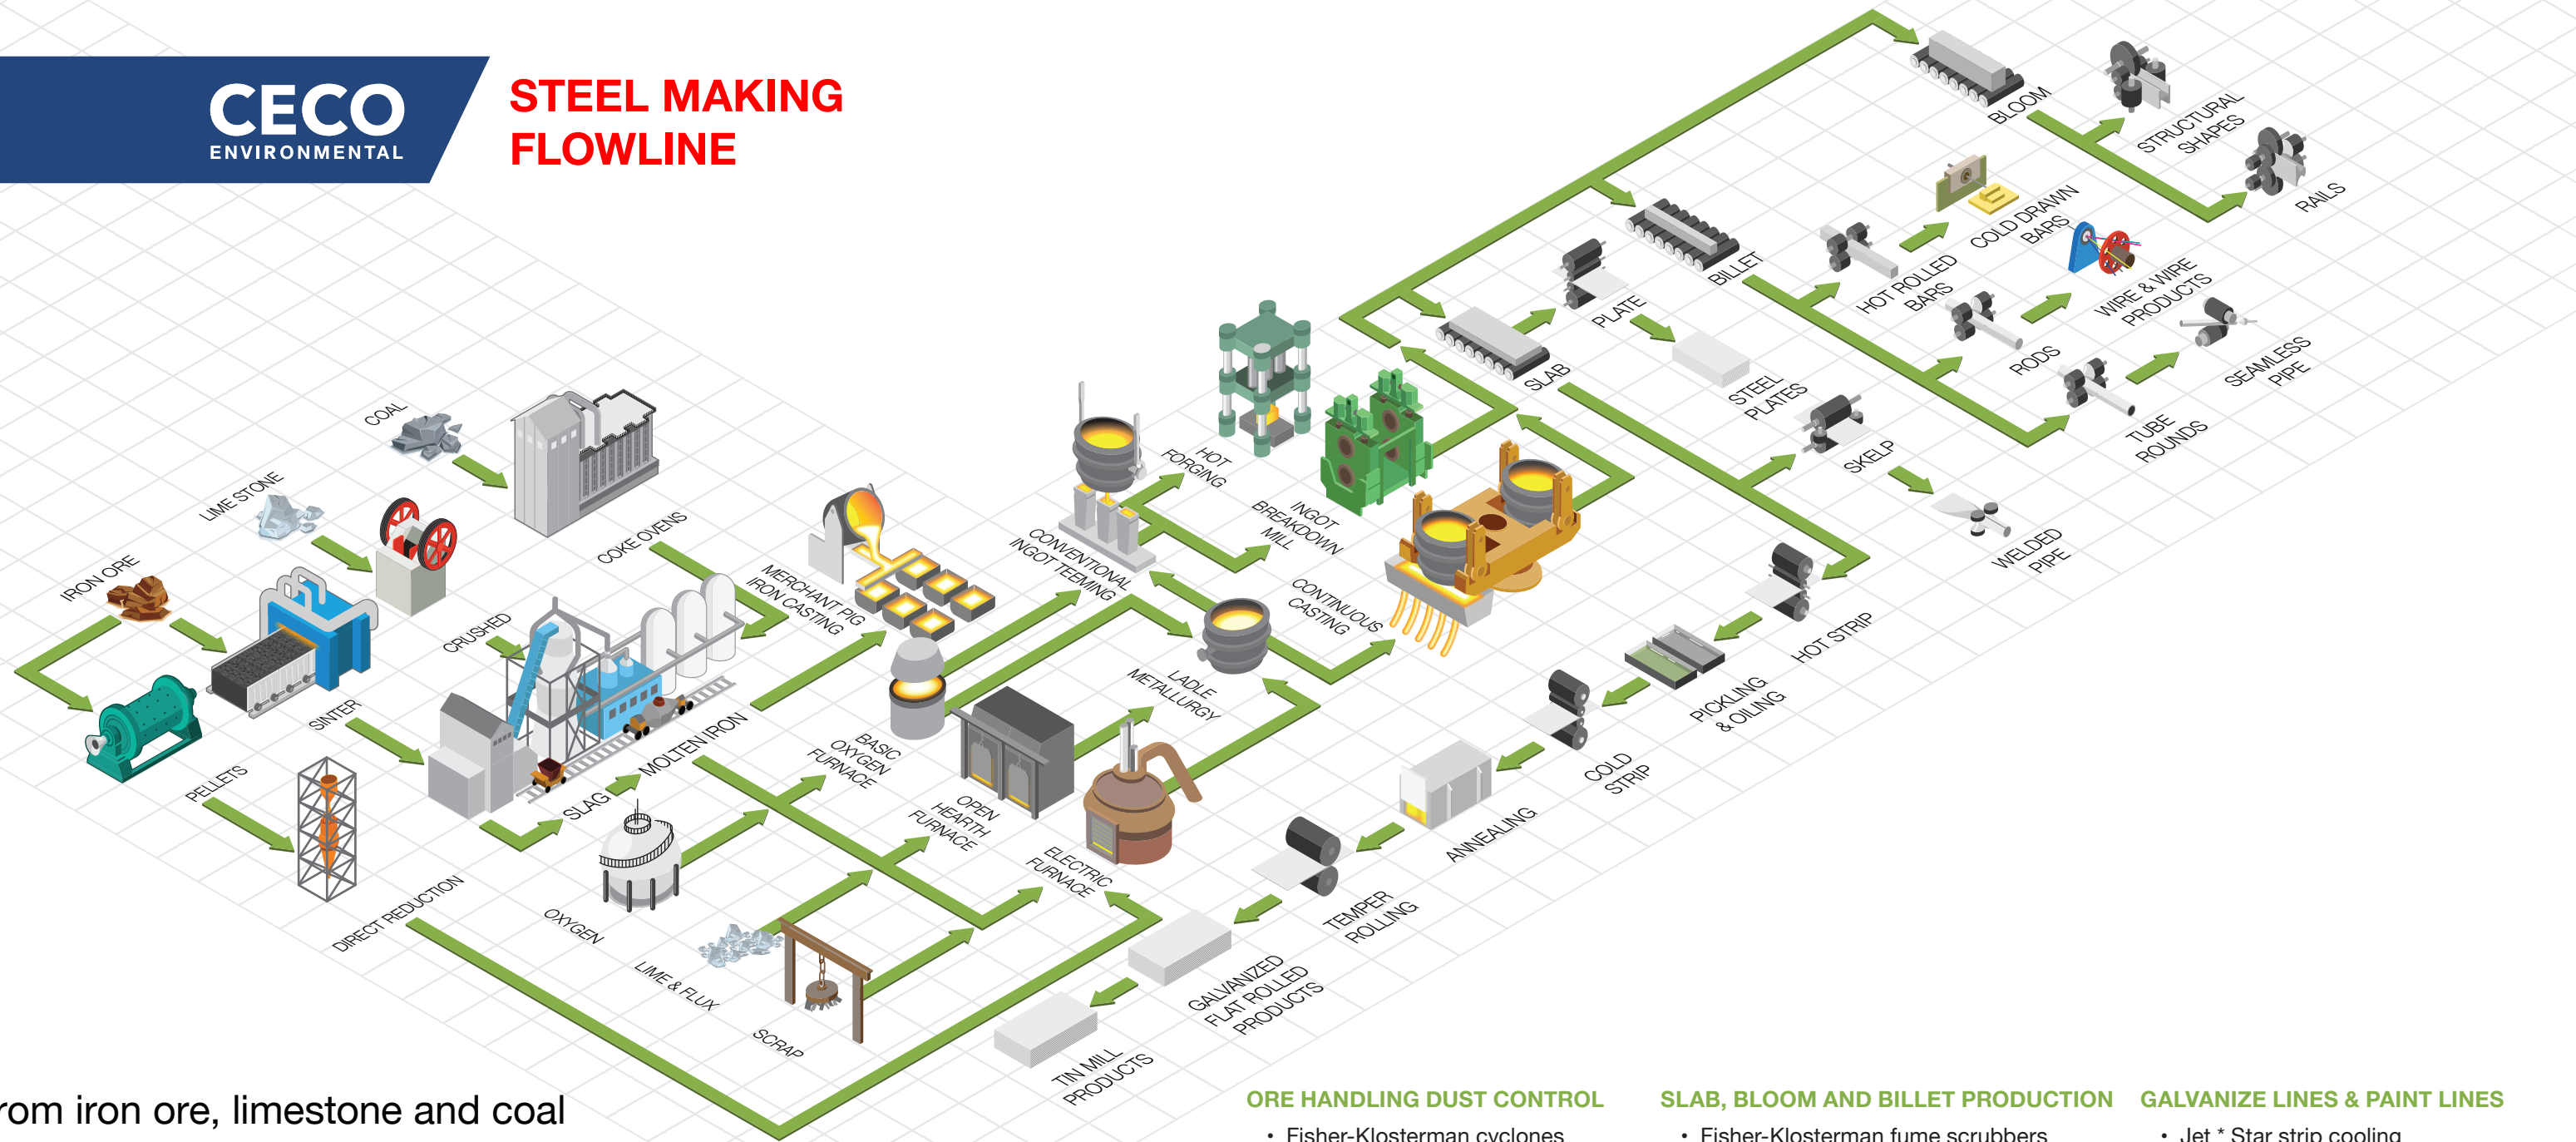 CECO
ENVIRONMENTAL
STEEL MAKING
FLOWLINE
BLOOM
STRUCTURAL
SHAPES
RAILS
BILLET
COLD DRAWN
BARS
HOT ROLLED
BARS
WIRE & WIRE
PRODUCTS
RODS
SEAMLESS
PIPE
TUBE
ROUNDS
PLATE
SLAB
STEEL
PLATES
SKELP
WELDED
PIPE
HOT STRIP
PICKLING
& OILING
COLD
STRIP
ANNEALING
TEMPER
ROLLING
GALVANIZED
FLAT ROLLED
PRODUCTS
TIN MILL
PRODUCTS
COAL
LIME STONE
IRON ORE
COKE OVENS
CRUSHED
SINTER
PELLETS
DIRECT REDUCTION
SLAG
MOLTEN IRON
MERCHANT PIG
IRON CASTING
OXYGEN
LIME & FLUX
SCRAP
BASIC
OXYGEN
FURNACE
OPEN
HEARTH
FURNACE
ELECTRIC
FURNACE
LADLE
METALLURGY
CONVENTIONAL
INGOT TEEMING
HOT
FORGING
INGOT
BREAKDOWN
MILL
CONTINUOUS
CASTING
rom iron ore, limestone and coal
ORE HANDLING DUST CONTROL
• Fisher-Klosterman cyclones
SLAB, BLOOM AND BILLET PRODUCTION
• Fisher-Klosterman fume scrubbers
GALVANIZE LINES & PAINT LINES
• Jet * Star strip cooling